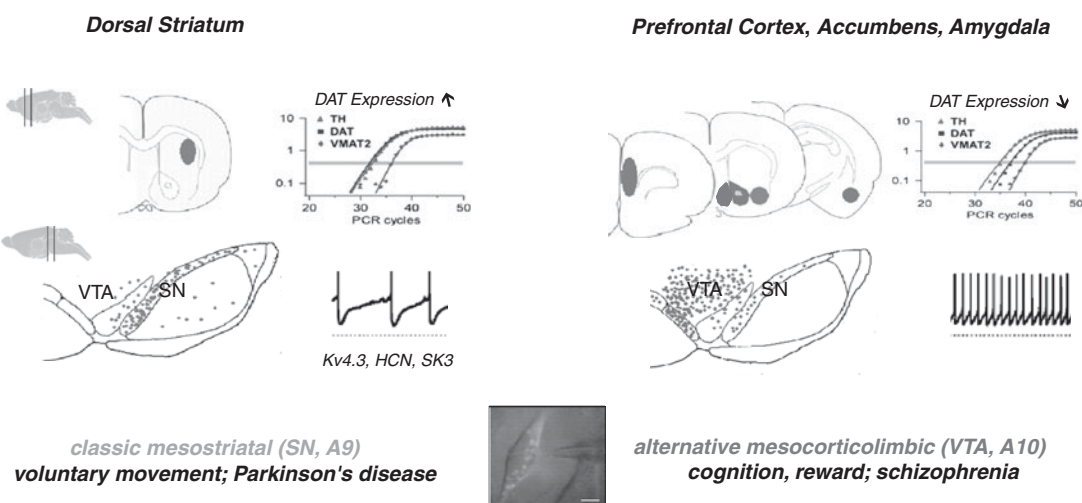 Dorsal Striatum
DAT Expression ↑
TH
DAT
VMAT2
10
1
0.1
20
30
40
50
PCR cycles
VTA
SN
Kv4.3, HCN, SK3
classic mesostriatal (SN, A9)
voluntary movement; Parkinson's disease
Prefrontal Cortex, Accumbens, Amygdala
DAT Expression ↓
TH
DAT
VMAT2
10
1
0.1
20
30
40
50
PCR cycles
VTA
SN
alternative mesocorticolimbic (VTA, A10)
cognition, reward; schizophrenia